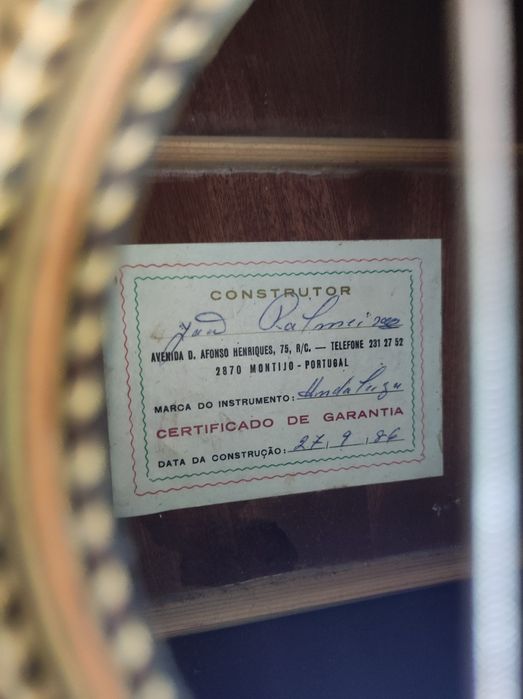 CONSTRUTOR
João Palmeiro
AVENIDA D. AFONSO HENRIQUES, 75, R/C. — TELEFONE 231 27 52
2870 MONTIJO - PORTUGAL
MARCA DO INSTRUMENTO:
CERTIFICADO DE GARANTIA
DATA DA CONSTRUÇÃO: 27, 9, 86